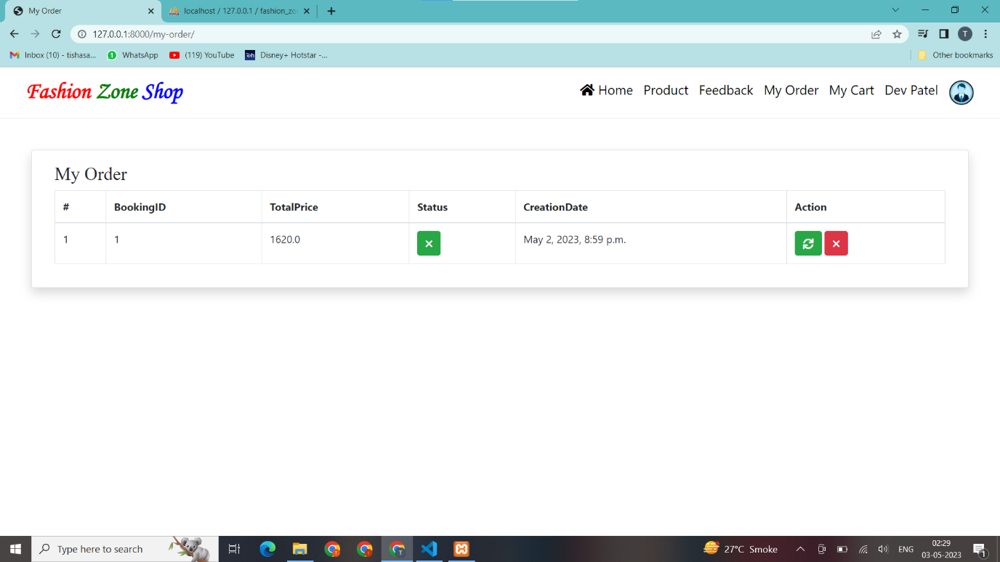 My Order
localhost / 127.0.0.1 / fashion_zo
127.0.0.1:8000/my-order/
T
Inbox (10) - tishasa...
WhatsApp
(119) YouTube
Disney+ Hotstar -...
Other bookmarks
Fashion Zone Shop
Home Product Feedback My Order My Cart Dev Patel
My Order
# BookingID TotalPrice Status CreationDate Action
1 1 1620.0 May 2, 2023, 8:59 p.m.
Type here to search
27°C Smoke
ENG
02:29
03-05-2023
1